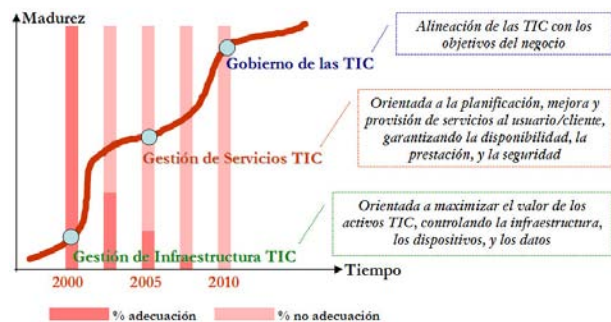 Madurez
Alineación de las TIC con los
objetivos del negocio
Gobierno de las TIC
Orientada a la planificación, mejora y
provisión de servicios al usuario/cliente,
garantizando la disponibilidad, la
prestación, y la seguridad
Gestión de Servicios TIC
Orientada a maximizar el valor de los
activos TIC, controlando la infraestructura,
los dispositivos, y los datos
Gestión de Infraestructura TIC
Tiempo
2000 2005 2010
% adecuación % no adecuación